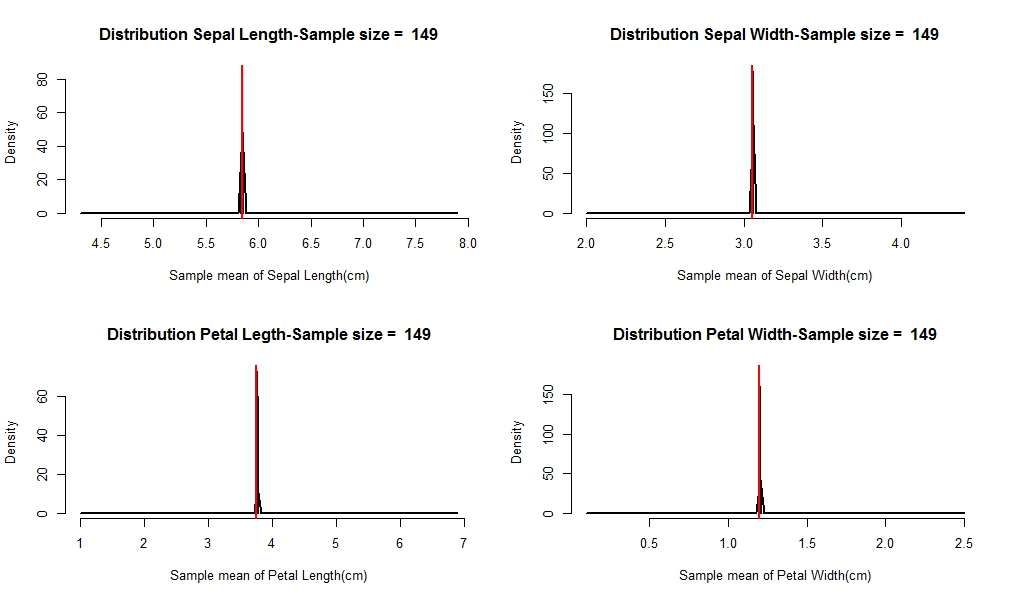 Distribution Sepal Length-Sample size =  149
Density
0 20 40 60 80
4.5 5.0 5.5 6.0 6.5 7.0 7.5 8.0
Sample mean of Sepal Length(cm)
Distribution Sepal Width-Sample size =  149
Density
0 50 100 150
2.0 2.5 3.0 3.5 4.0
Sample mean of Sepal Width(cm)
Distribution Petal Legth-Sample size =  149
Density
0 20 40 60
1 2 3 4 5 6 7
Sample mean of Petal Length(cm)
Distribution Petal Width-Sample size =  149
Density
0 50 100 150
0.5 1.0 1.5 2.0 2.5
Sample mean of Petal Width(cm)